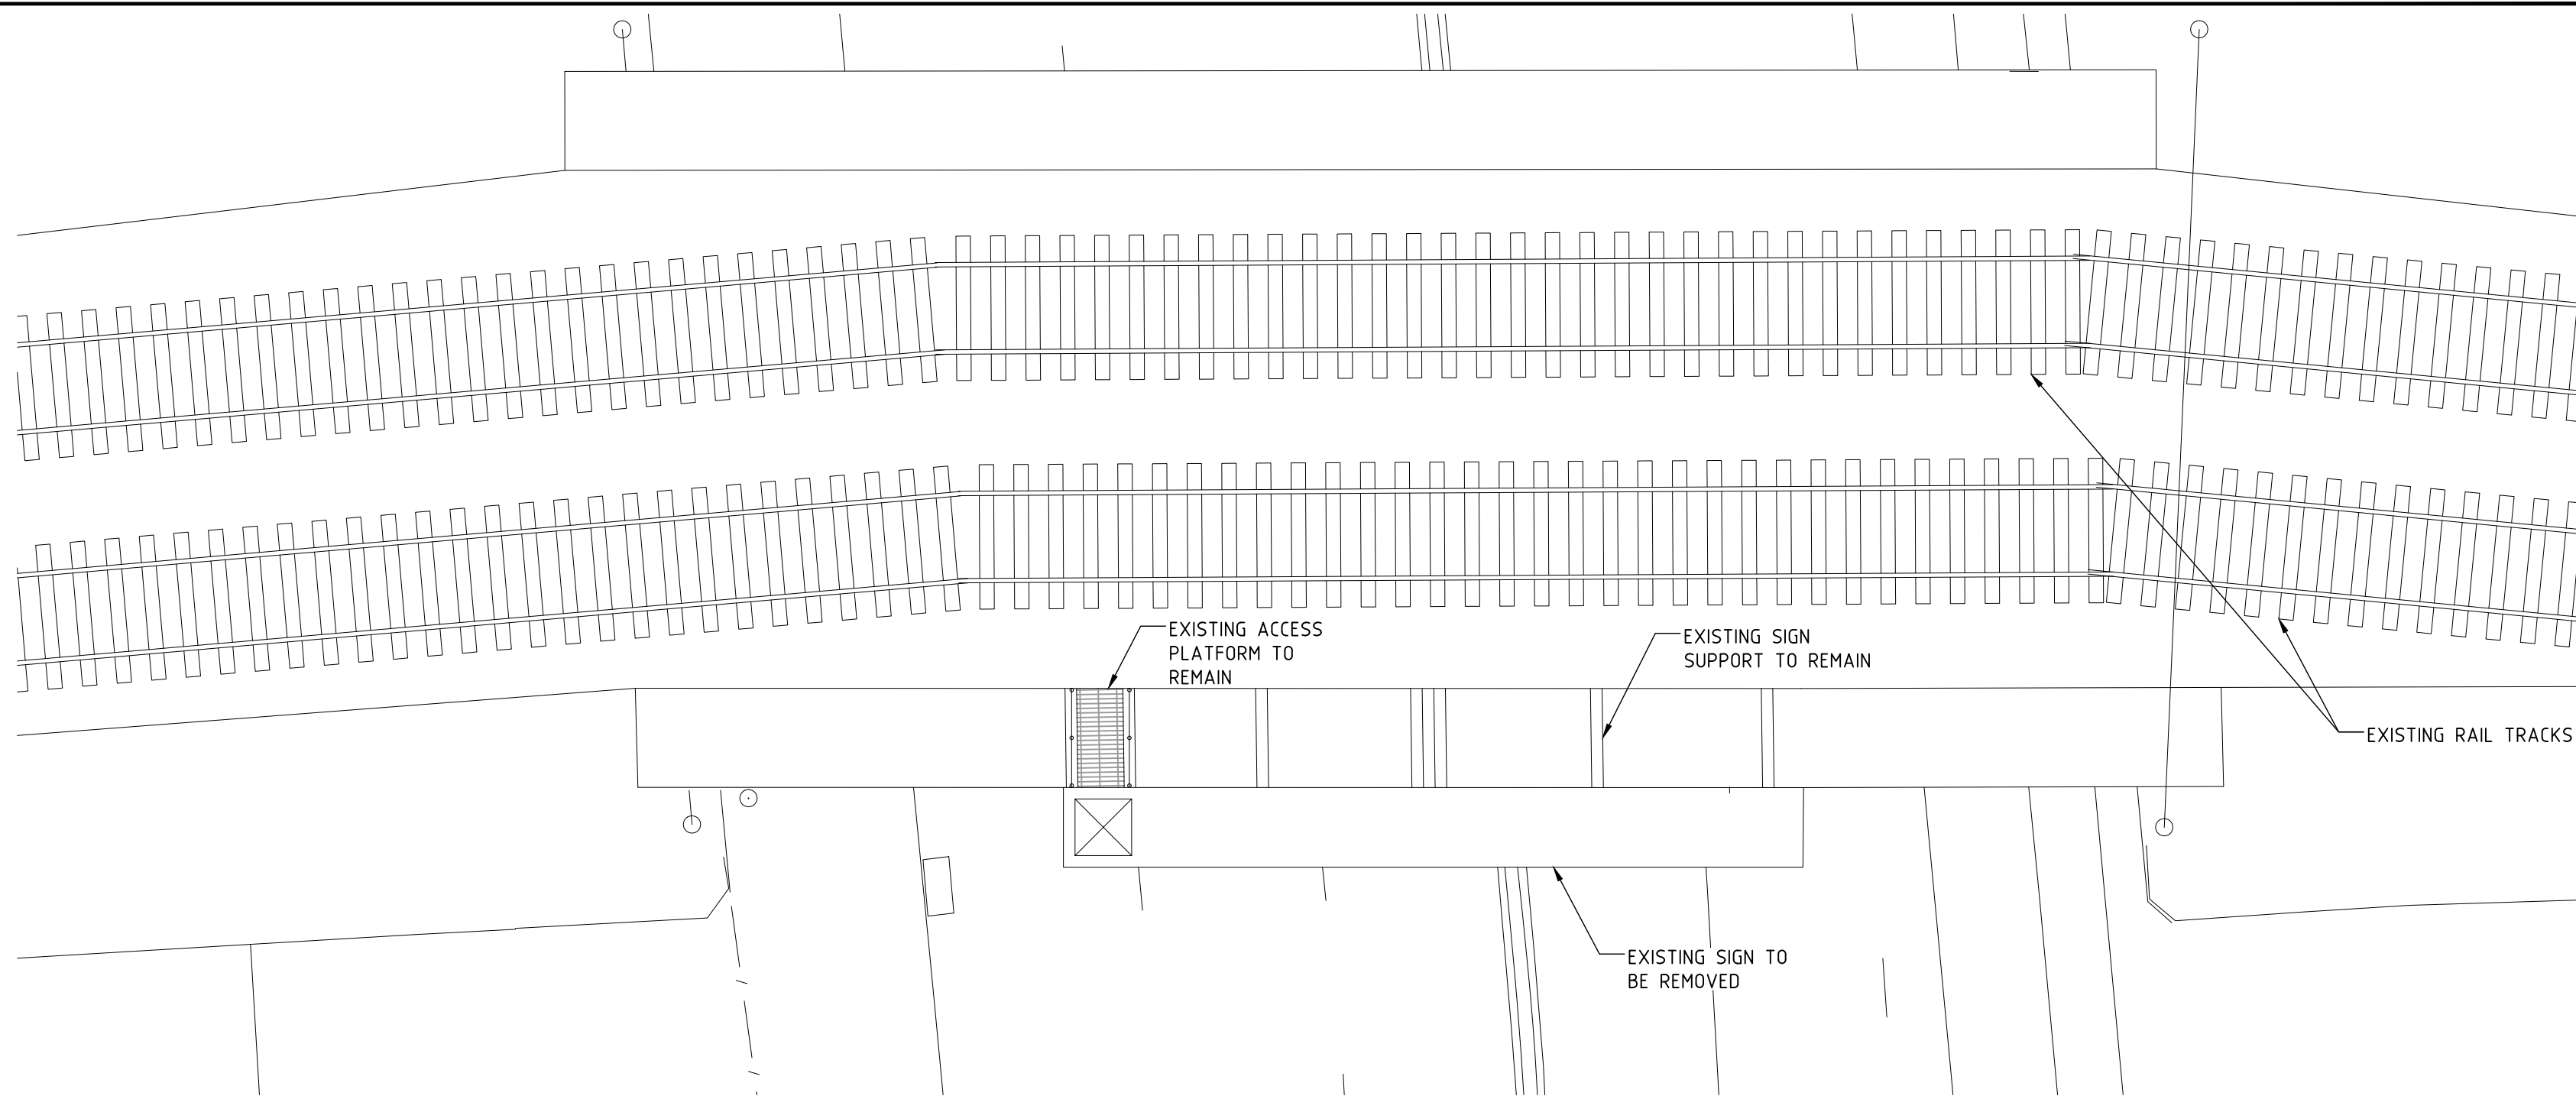 EXISTING ACCESS
PLATFORM TO
REMAIN
EXISTING SIGN
SUPPORT TO REMAIN
EXISTING RAIL TRACKS
EXISTING SIGN TO
BE REMOVED